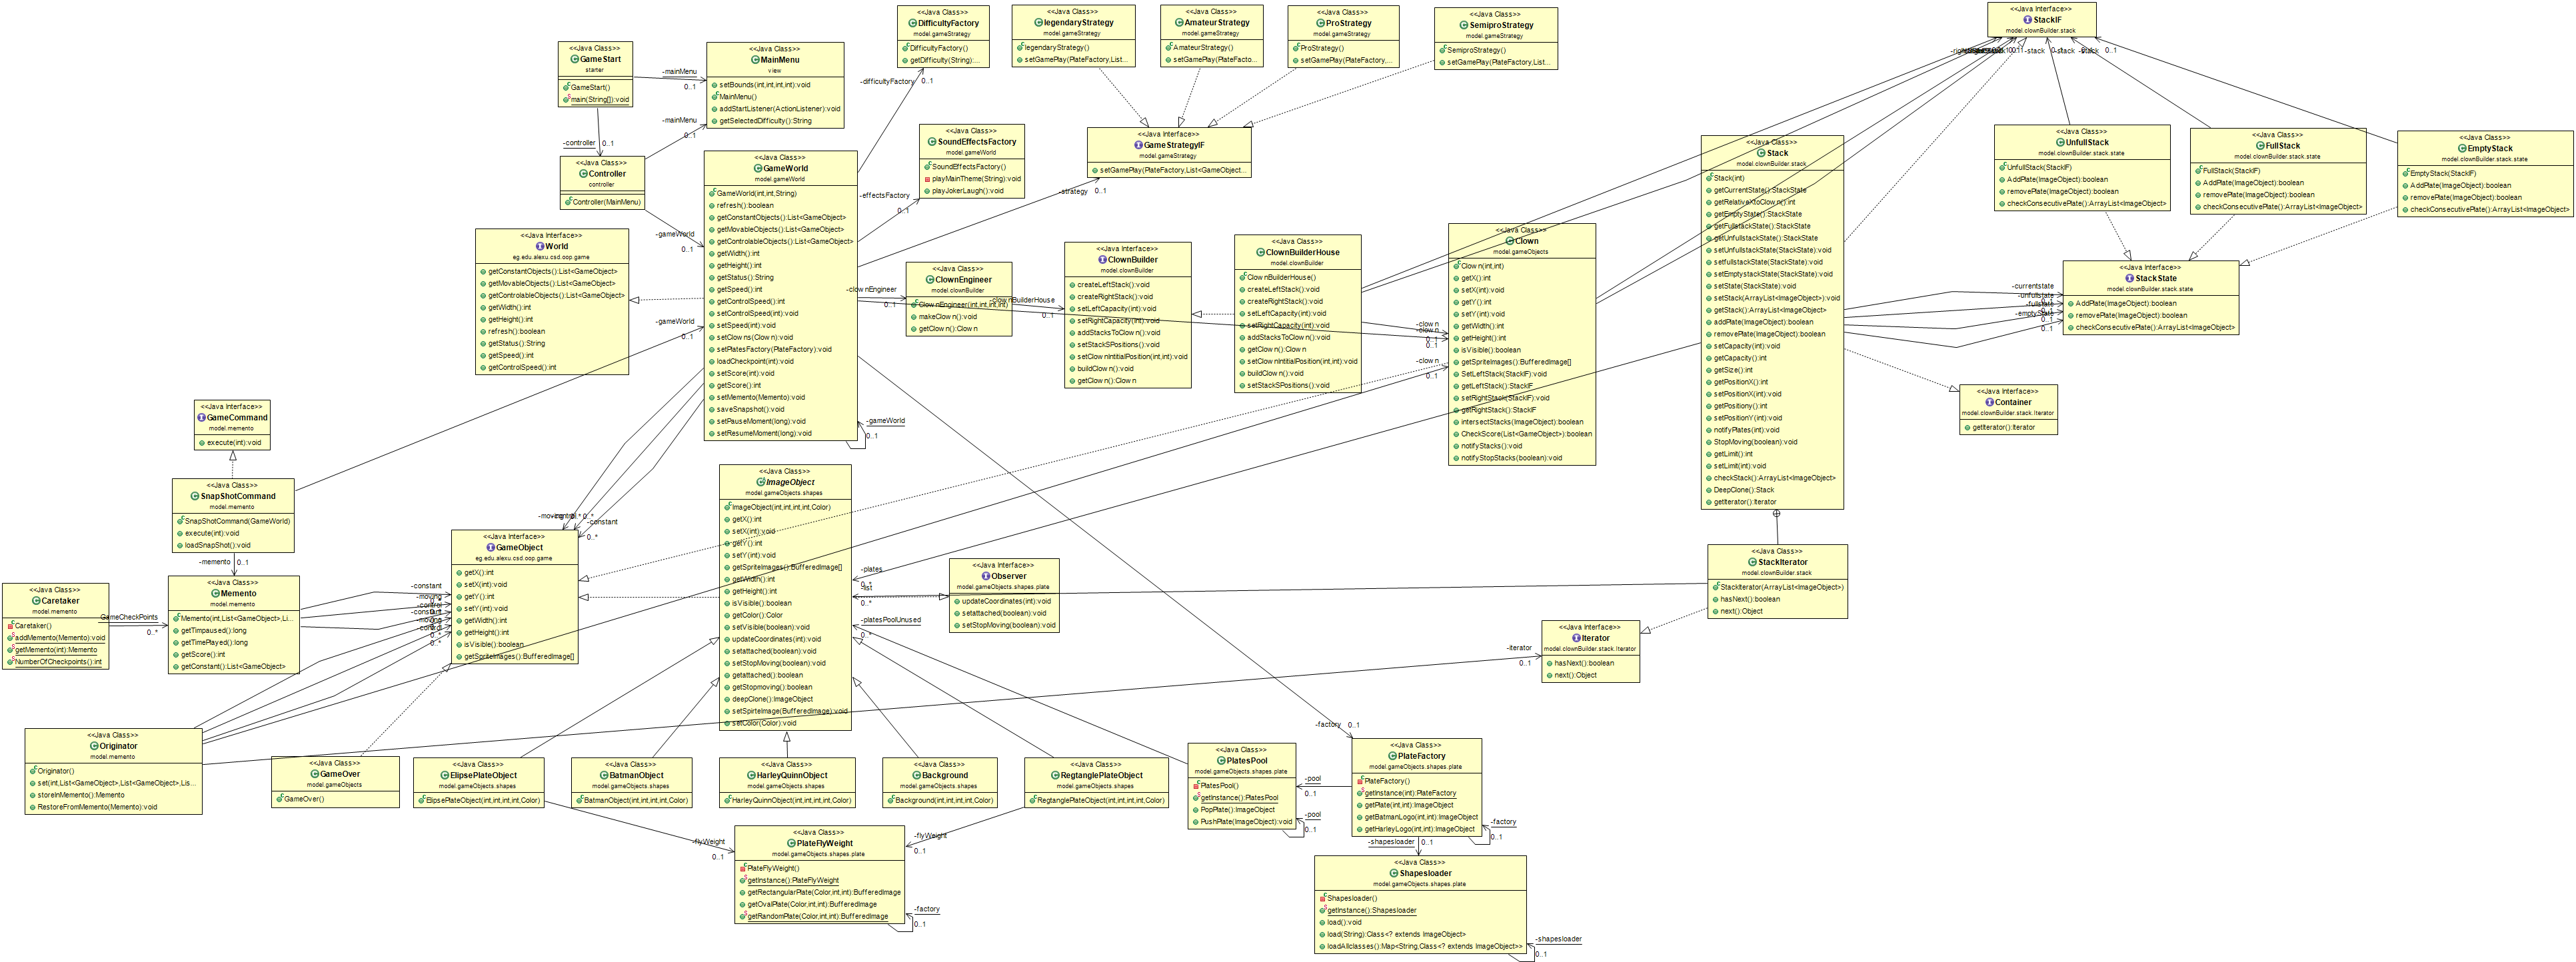 <<Java Class>>
GameStart
starter
GameStart()
main(String[]):void
-mainMenu
0..1
-controller
0..1
<<Java Class>>
MainMenu
view
setBounds(int,int,int,int):void
MainMenu()
addStartListener(ActionListener):void
getSelectedDifficulty():String
<<Java Class>>
Controller
controller
Controller(MainMenu)
-mainMenu
0..1
-gameWorld
0..1
<<Java Class>>
DifficultyFactory
model.gameStrategy
DifficultyFactory()
getDifficulty(String):...
-difficultyFactory
0..1
<<Java Class>>
legendaryStrategy
model.gameStrategy
legendaryStrategy()
setGamePlay(PlateFactory,List...
<<Java Class>>
AmateurStrategy
model.gameStrategy
AmateurStrategy()
setGamePlay(PlateFacto...
<<Java Class>>
ProStrategy
model.gameStrategy
ProStrategy()
setGamePlay(PlateFactory,...
<<Java Class>>
SemiproStrategy
model.gameStrategy
SemiproStrategy()
setGamePlay(PlateFactory,List...
<<Java Interface>>
GameStrategyIF
model.gameStrategy
setGamePlay(PlateFactory,List<GameObject...
-strategy
0..1
<<Java Class>>
SoundEffectsFactory
model.gameWorld
SoundEffectsFactory()
playMainTheme(String):void
playJokerLaugh():void
-effectsFactory
0..1
<<Java Class>>
GameWorld
model.gameWorld
GameWorld(int,int,String)
refresh():boolean
getConstantObjects():List<GameObject>
getMovableObjects():List<GameObject>
getControlableObjects():List<GameObject>
getWidth():int
getHeight():int
getStatus():String
getSpeed():int
getControlSpeed():int
setControlSpeed(int):void
setSpeed(int):void
setClowns(Clown):void
setPlatesFactory(PlateFactory):void
loadCheckpoint(int):void
setScore(int):void
getScore():int
setMemento(Memento):void
saveSnapshot():void
setPauseMoment(long):void
setResumeMoment(long):void
-gameWorld
0..1
<<Java Interface>>
World
eg.edu.alexu.csd.oop.game
getConstantObjects():List<GameObject>
getMovableObjects():List<GameObject>
getControlableObjects():List<GameObject>
getWidth():int
getHeight():int
refresh():boolean
getStatus():String
getSpeed():int
getControlSpeed():int
-gameWorld
0..1
<<Java Class>>
ClownEngineer
model.clownBuilder
ClownEngineer(int,int,int,int)
makeClown():void
getClown():Clown
-clownEngineer
0..1
-clownBuilderHouse
0..1
<<Java Interface>>
ClownBuilder
model.clownBuilder
createLeftStack():void
createRightStack():void
setLeftCapacity(int):void
setRightCapacity(int):void
addStacksToClown():void
setStackSPositions():void
setClownIntitialPosition(int,int):void
buildClown():void
getClown():Clown
<<Java Class>>
ClownBuilderHouse
model.clownBuilder
ClownBuilderHouse()
createLeftStack():void
createRightStack():void
setLeftCapacity(int):void
setRightCapacity(int):void
addStacksToClown():void
getClown():Clown
setClownIntitialPosition(int,int):void
buildClown():void
setStackSPositions():void
-clown
-clown
0..1
0..1
-clown
0..1
<<Java Class>>
Clown
model.gameObjects
Clown(int,int)
getX():int
setX(int):void
getY():int
setY(int):void
getWidth():int
getHeight():int
isVisible():boolean
getSpriteImages():BufferedImage[]
SetLeftStack(StackIF):void
getLeftStack():StackIF
setRightStack(StackIF):void
getRightStack():StackIF
intersectStacks(ImageObject):boolean
CheckScore(List<GameObject>):boolean
notifyStacks():void
notifyStopStacks(boolean):void
<<Java Class>>
Stack
model.clownBuilder.stack
Stack(int)
getCurrentState():StackState
getRelativeXtoClown():int
getEmptyState():StackState
getFullstackState():StackState
getUnfullstackState():StackState
setUnfullstackState(StackState):void
setfullstackState(StackState):void
setEmptystackState(StackState):void
setState(StackState):void
setStack(ArrayList<ImageObject>):void
getStack():ArrayList<ImageObject>
addPlate(ImageObject):boolean
removePlate(ImageObject):boolean
setCapacity(int):void
getCapacity():int
getSize():int
getPositionX():int
setPositionX(int):void
getPositiony():int
setPositionY(int):void
notifyPlates(int):void
StopMoving(boolean):void
getLimit():int
setLimit(int):void
checkStack():ArrayList<ImageObject>
DeepClone():Stack
getIterator():Iterator
<<Java Interface>>
StackIF
model.clownBuilder.stack
-stack
0..1
-stack
-stack
0..1
<<Java Class>>
UnfullStack
model.clownBuilder.stack.state
UnfullStack(StackIF)
AddPlate(ImageObject):boolean
removePlate(ImageObject):boolean
checkConsecutivePlate():ArrayList<ImageObject>
<<Java Class>>
FullStack
model.clownBuilder.stack.state
FullStack(StackIF)
AddPlate(ImageObject):boolean
removePlate(ImageObject):boolean
checkConsecutivePlate():ArrayList<ImageObject>
<<Java Class>>
EmptyStack
model.clownBuilder.stack.state
EmptyStack(StackIF)
AddPlate(ImageObject):boolean
removePlate(ImageObject):boolean
checkConsecutivePlate():ArrayList<ImageObject>
<<Java Interface>>
StackState
model.clownBuilder.stack.state
AddPlate(ImageObject):boolean
removePlate(ImageObject):boolean
checkConsecutivePlate():ArrayList<ImageObject>
-currentstate
-unfullstate
-fullstate
-emptyState
0..1
<<Java Interface>>
Container
model.clownBuilder.stack.Iterator
getIterator():Iterator
<<Java Class>>
StackIterator
model.clownBuilder.stack
StackIterator(ArrayList<ImageObject>)
hasNext():boolean
next():Object
<<Java Interface>>
Iterator
model.clownBuilder.stack.Iterator
hasNext():boolean
next():Object
-iterator
0..1
<<Java Interface>>
GameCommand
model.memento
execute(int):void
<<Java Class>>
SnapShotCommand
model.memento
SnapShotCommand(GameWorld)
execute(int):void
loadSnapShot():void
-memento
0..1
<<Java Class>>
Caretaker
model.memento
Caretaker()
addMemento(Memento):void
getMemento(int):Memento
NumberOfCheckpoints():int
GameCheckPoints
0..*
<<Java Class>>
Memento
model.memento
Memento(int,List<GameObject>,Li...
getTimpaused():long
getTimePlayed():long
getScore():int
getConstant():List<GameObject>
-constant
-moving
-control
-constant
-moving
-control
0..*
<<Java Interface>>
GameObject
eg.edu.alexu.csd.oop.game
getX():int
setX(int):void
getY():int
setY(int):void
getWidth():int
getHeight():int
isVisible():boolean
getSpriteImages():BufferedImage[]
0..*
-constant
0..*
<<Java Class>>
ImageObject
model.gameObjects.shapes
ImageObject(int,int,int,int,Color)
getX():int
setX(int):void
getY():int
setY(int):void
getSpriteImages():BufferedImage[]
getWidth():int
getHeight():int
isVisible():boolean
getColor():Color
setVisible(boolean):void
updateCoordinates(int):void
setattached(boolean):void
setStopMoving(boolean):void
getattached():boolean
getStopmoving():boolean
deepClone():ImageObject
setSpirteImage(BufferedImage):void
setColor(Color):void
-plates
0..*
-list
0..*
-platesPoolUnused
0..*
<<Java Interface>>
Observer
model.gameObjects.shapes.plate
updateCoordinates(int):void
setattached(boolean):void
setStopMoving(boolean):void
<<Java Class>>
Originator
model.memento
Originator()
set(int,List<GameObject>,List<GameObject>,Lis...
storeInMemento():Memento
RestoreFromMemento(Memento):void
<<Java Class>>
GameOver
model.gameObjects
GameOver()
<<Java Class>>
ElipsePlateObject
model.gameObjects.shapes
ElipsePlateObject(int,int,int,int,Color)
<<Java Class>>
BatmanObject
model.gameObjects.shapes
BatmanObject(int,int,int,int,Color)
<<Java Class>>
HarleyQuinnObject
model.gameObjects.shapes
HarleyQuinnObject(int,int,int,int,Color)
<<Java Class>>
Background
model.gameObjects.shapes
Background(int,int,int,int,Color)
<<Java Class>>
RegtanglePlateObject
model.gameObjects.shapes
RegtanglePlateObject(int,int,int,int,Color)
-flyWeight
0..1
-flyWeight
0..1
<<Java Class>>
PlateFlyWeight
model.gameObjects.shapes.plate
PlateFlyWeight()
getInstance():PlateFlyWeight
getRectangularPlate(Color,int,int):BufferedImage
getOvalPlate(Color,int,int):BufferedImage
getRandomPlate(Color,int,int):BufferedImage
-factory
0..1
<<Java Class>>
PlatesPool
model.gameObjects.shapes.plate
PlatesPool()
getInstance():PlatesPool
PopPlate():ImageObject
PushPlate(ImageObject):void
-pool
0..1
-pool
0..1
-factory
0..1
<<Java Class>>
PlateFactory
model.gameObjects.shapes.plate
PlateFactory()
getInstance(int):PlateFactory
getPlate(int,int):ImageObject
getBatmanLogo(int,int):ImageObject
getHarleyLogo(int,int):ImageObject
-factory
0..1
-shapesloader
0..1
<<Java Class>>
Shapesloader
model.gameObjects.shapes.plate
Shapesloader()
getInstance():Shapesloader
load():void
load(String):Class<? extends ImageObject>
loadAllclasses():Map<String,Class<? extends ImageObject>>
-shapesloader
0..1